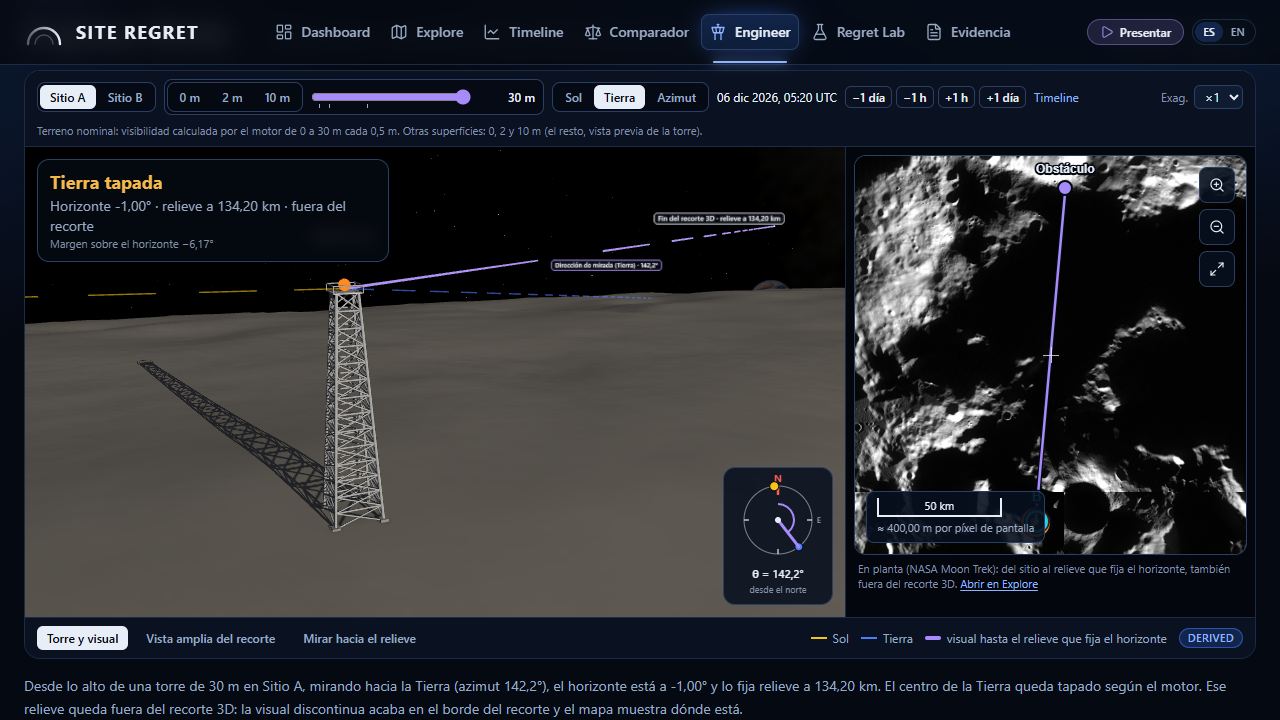 SITE REGRET
Dashboard
Explore
Timeline
Comparador
Engineer
Regret Lab
Evidencia
Presentar
ES
EN
Sitio A
Sitio B
0 m
2 m
10 m
30 m
Sol
Tierra
Azimut
06 dic 2026, 05:20 UTC
−1 día
−1 h
+1 h
+1 día
Timeline
Exag.
×1
Terreno nominal: visibilidad calculada por el motor de 0 a 30 m cada 0,5 m. Otras superficies: 0, 2 y 10 m (el resto, vista previa de la torre).
Tierra tapada
Horizonte -1,00° · relieve a 134,20 km · fuera del
recorte
Margen sobre el horizonte −6,17°
Fin del recorte 3D · relieve a 134,20 km
Dirección de mirada (Tierra) · 142,2°
N
E
θ = 142,2°
desde el norte
Obstáculo
50 km
≈ 400,00 m por píxel de pantalla
En planta (NASA Moon Trek): del sitio al relieve que fija el horizonte, también
fuera del recorte 3D. Abrir en Explore
Torre y visual
Vista amplia del recorte
Mirar hacia el relieve
Sol
Tierra
visual hasta el relieve que fija el horizonte
DERIVED
Desde lo alto de una torre de 30 m en Sitio A, mirando hacia la Tierra (azimut 142,2°), el horizonte está a -1,00° y lo fija relieve a 134,20 km. El centro de la Tierra queda tapado según el motor. Ese
relieve queda fuera del recorte 3D: la visual discontinua acaba en el borde del recorte y el mapa muestra dónde está.